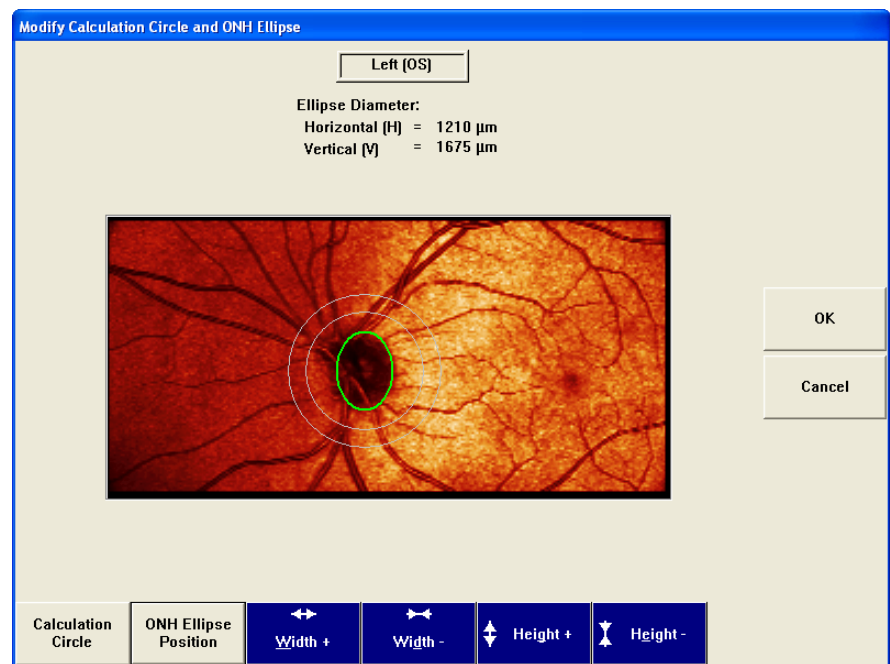 Modify Calculation Circle and ONH Ellipse
Left (OS)
Ellipse Diameter:
Horizontal (H) = 1210 µm
Vertical (V) = 1675 µm
OK
Cancel
Calculation
Circle
ONH Ellipse
Position
Width +
Width -
Height +
Height -